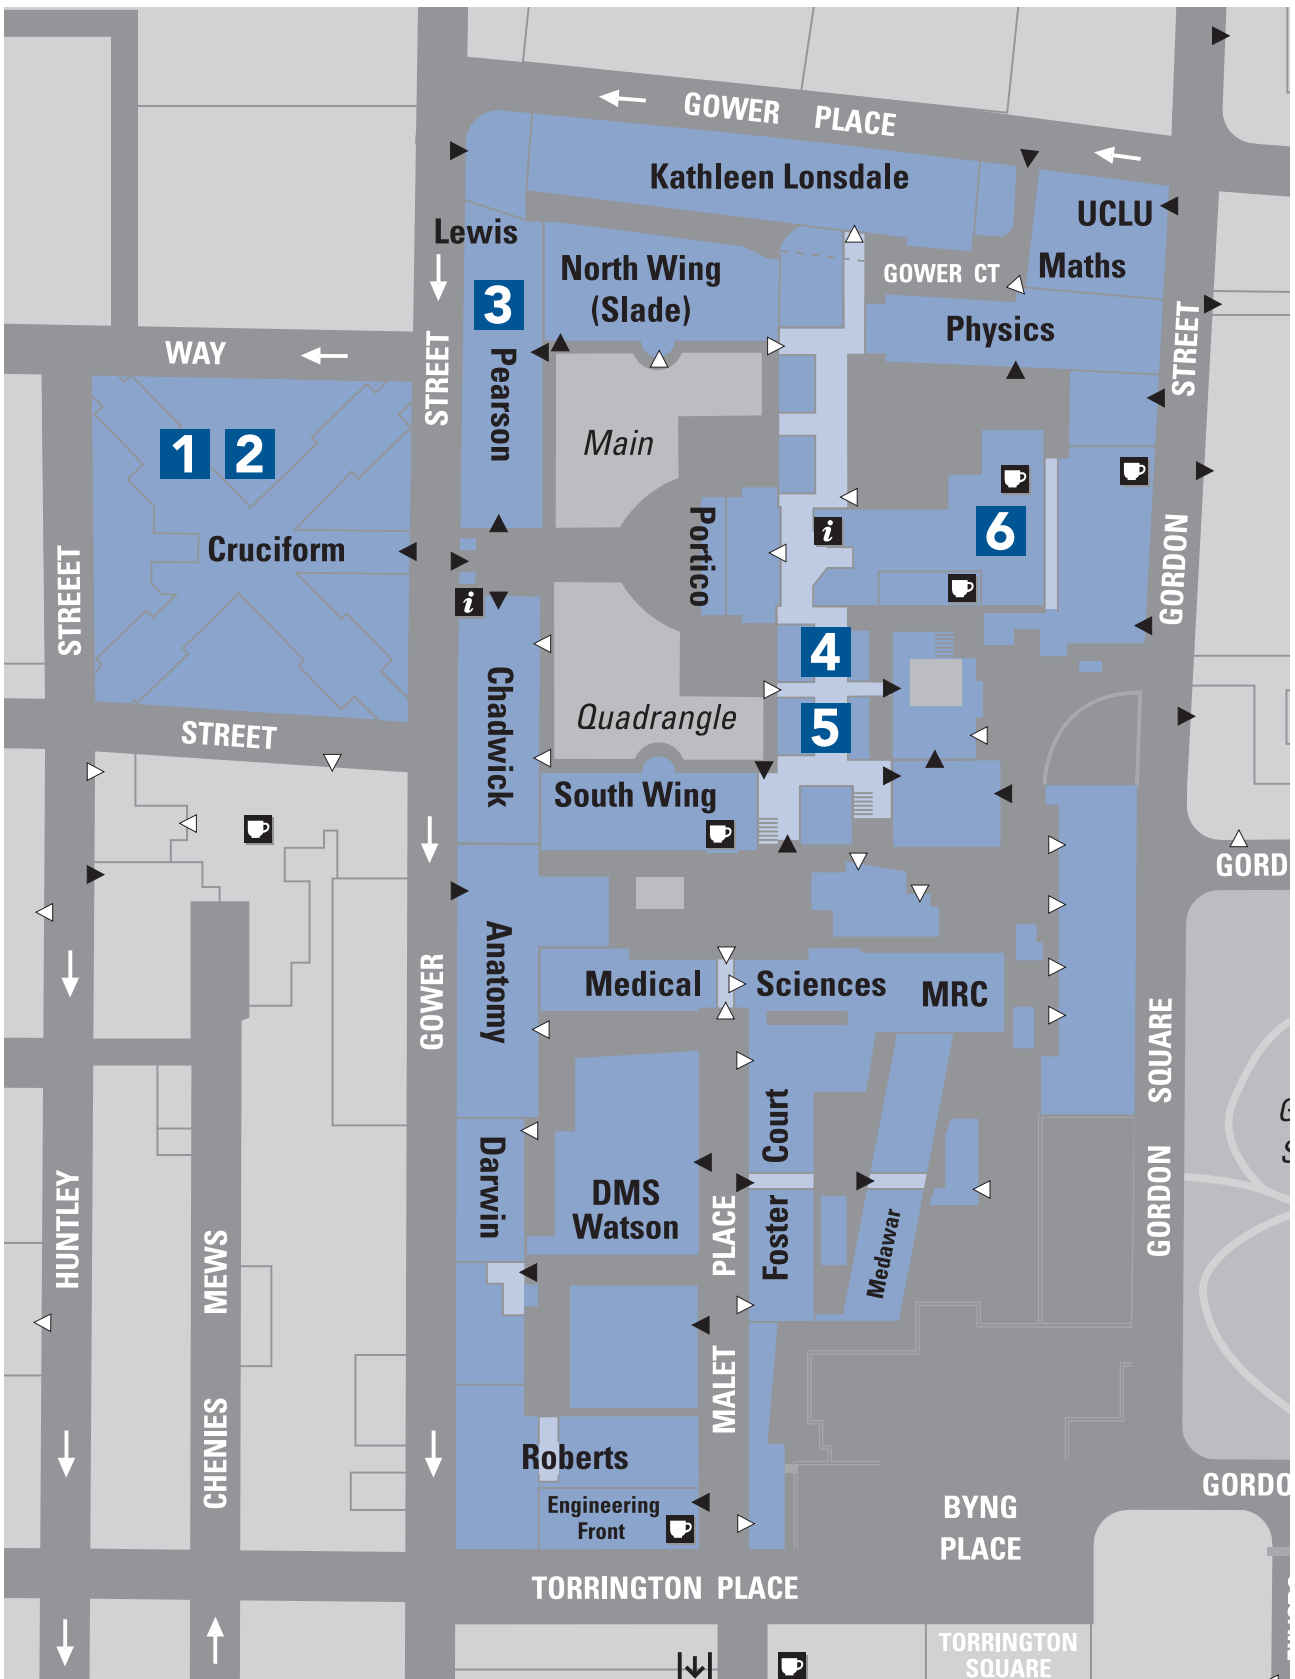 GOWER PLACE
Kathleen Lonsdale
UCLU
Lewis
North Wing
(Slade)
GOWER CT
Maths
3
Physics
WAY
STREET
Pearson
STREET
Main
1 2
Portico
i
6
Cruciform
GORDON
STREEET
i
4
Chadwick
Quadrangle
5
STREET
South Wing
GORD
Anatomy
GOWER
Medical
Sciences
MRC
SQUARE
G
S
Court
Darwin
DMS
Watson
HUNTLEY
MEWS
PLACE
Foster
Medawar
GORDON
MALET
CHENIES
Roberts
Engineering
Front
GORDO
BYNG
PLACE
TORRINGTON PLACE
TORRINGTON
SQUARE